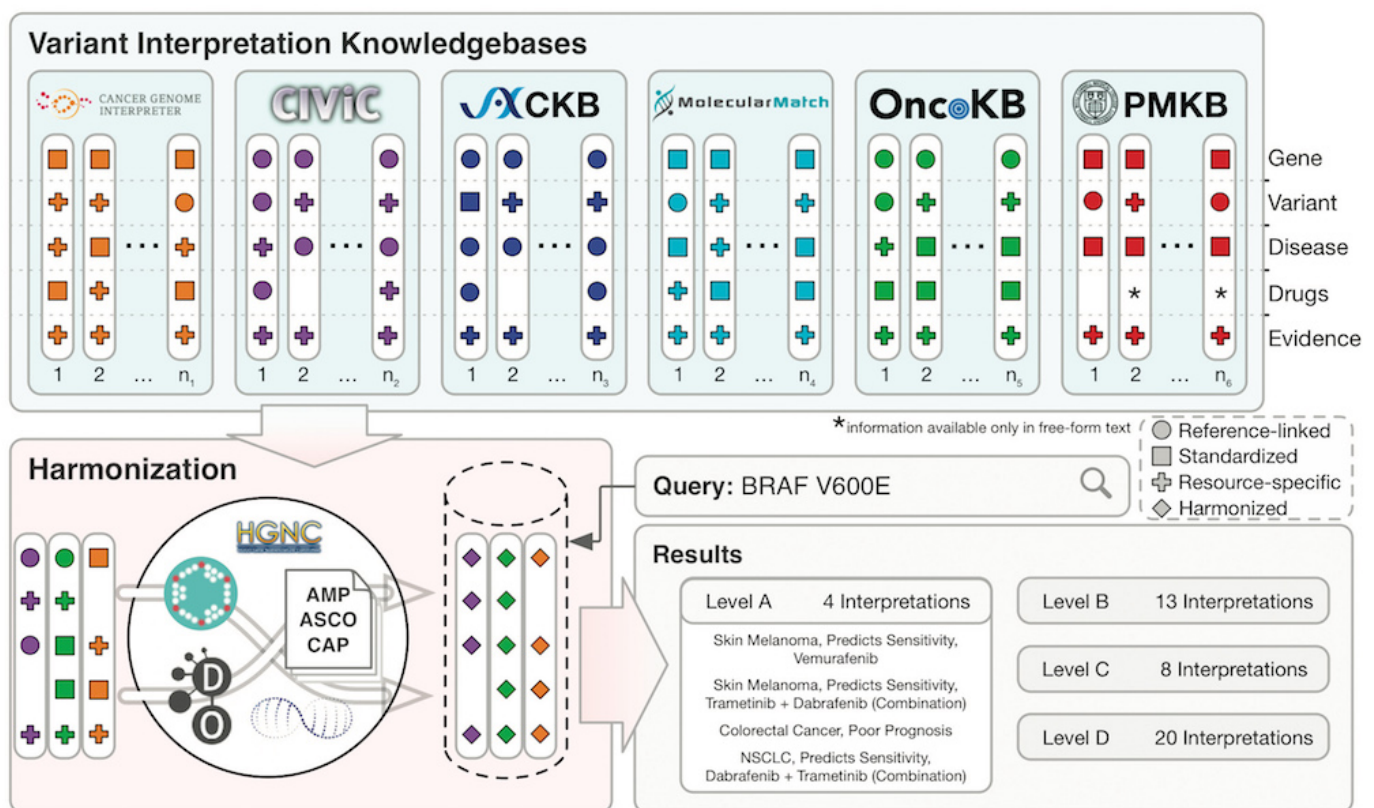 Variant Interpretation Knowledgebases
CANCER GENOME
INTERPRETER
CIViC
JAX CKB
MolecularMatch
OncoKB
PMKB
Gene
Variant
Disease
Drugs
* *
Evidence
1 2 ... n₁
1 2 ... n₂
1 2 ... n₃
1 2 ... n₄
1 2 ... n₅
1 2 ... n₆
*information available only in free-form text
Reference-linked
Standardized
Resource-specific
Harmonized
Harmonization
HGNC
AMP
ASCO
CAP
D
O
Query: BRAF V600E
Results
Level A 4 Interpretations
Skin Melanoma, Predicts Sensitivity,
Vemurafenib
Skin Melanoma, Predicts Sensitivity,
Trametinib + Dabrafenib (Combination)
Colorectal Cancer, Poor Prognosis
NSCLC, Predicts Sensitivity,
Dabrafenib + Trametinib (Combination)
Level B 13 Interpretations
Level C 8 Interpretations
Level D 20 Interpretations